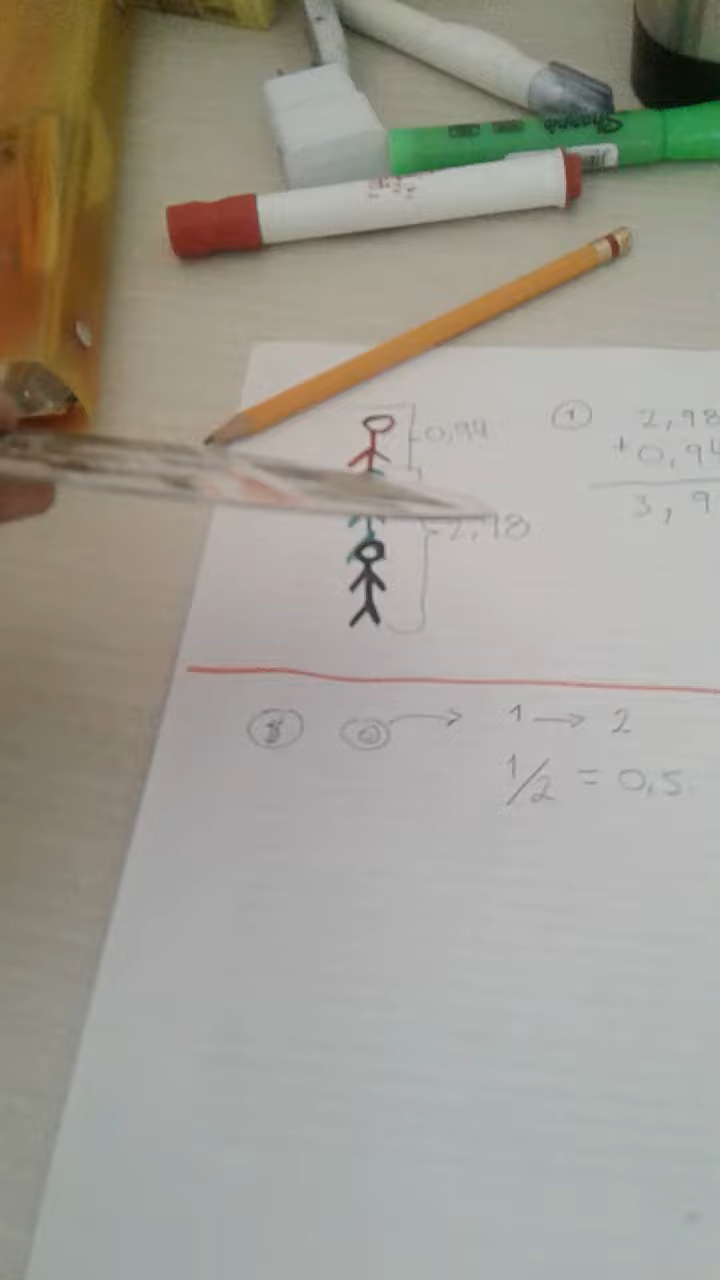 Sharpie
0,94
① 2,98
+0,94
3,9
2,98
1 → 2
1/2 = 0,5